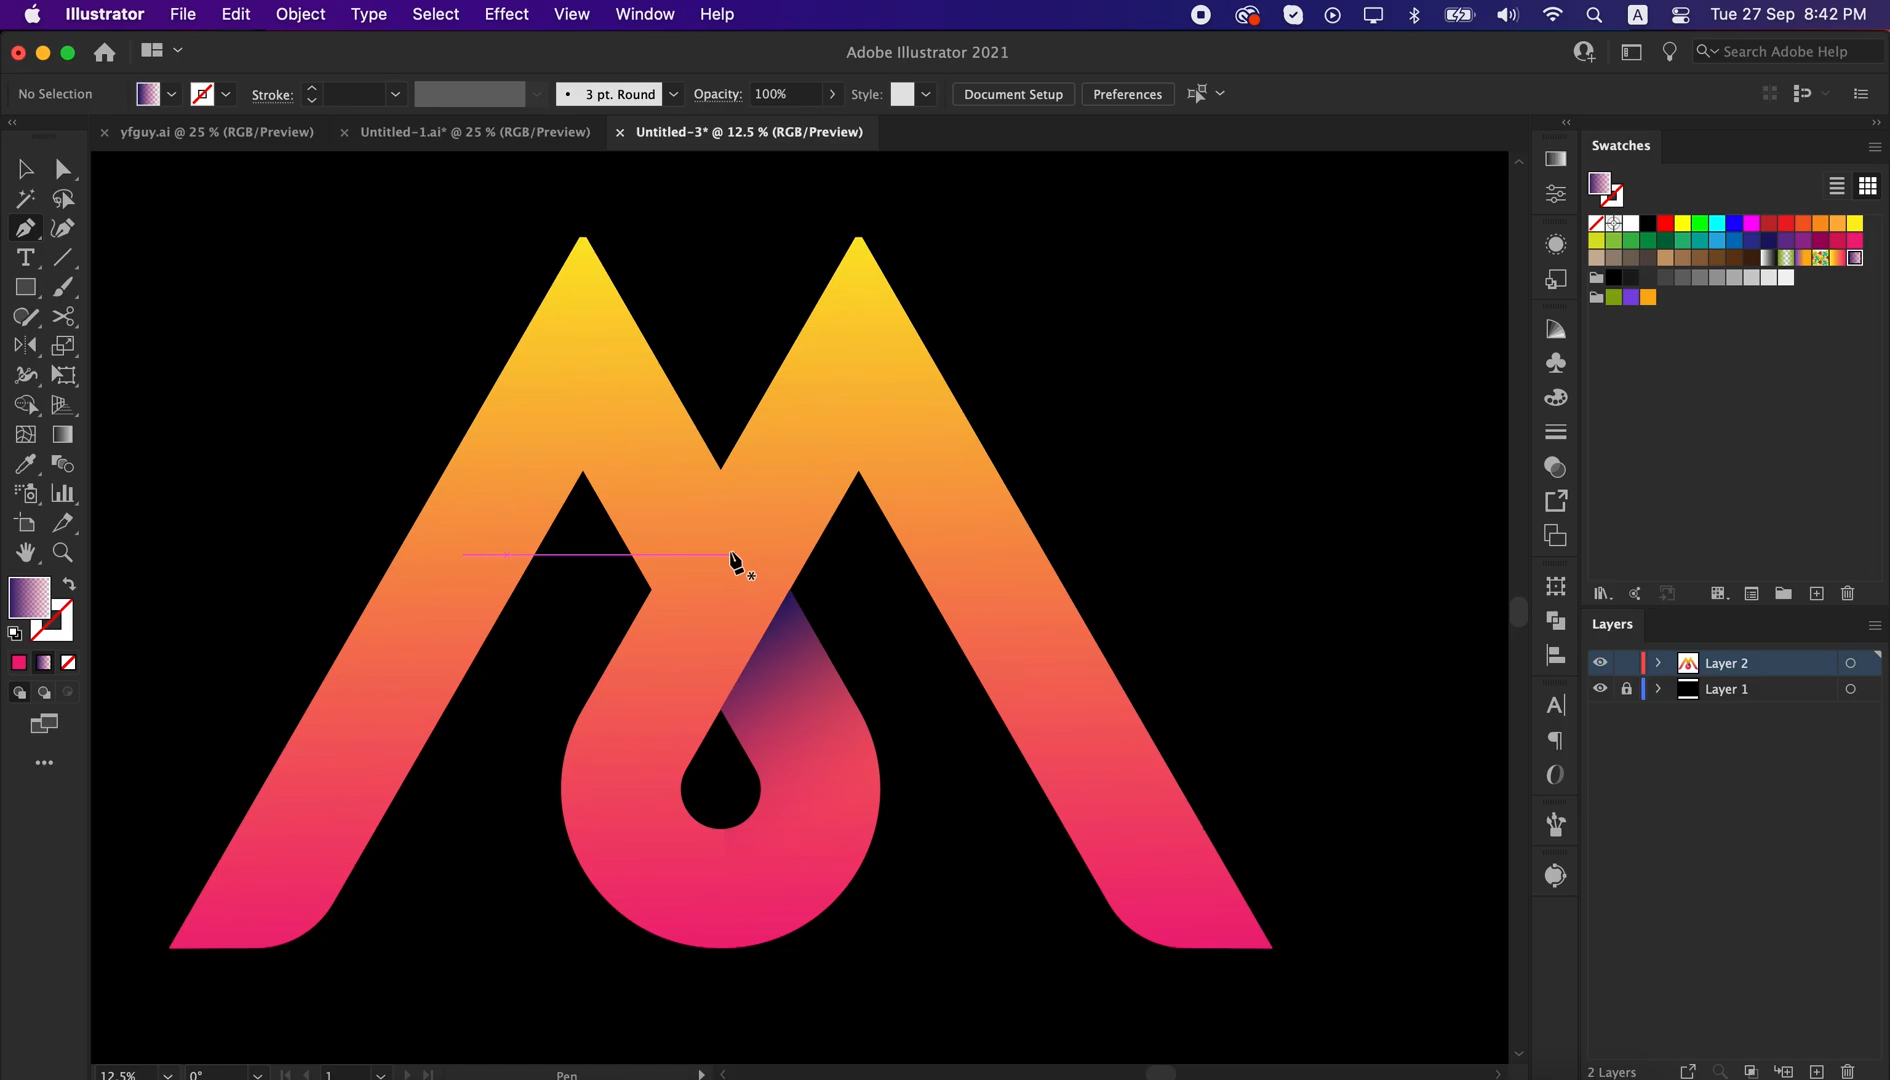 Illustrator File Edit Object Type Select Effect View Window Help A Tue 27 Sep 8:42 PM
Adobe Illustrator 2021 Search Adobe Help
No Selection Stroke: 3 pt. Round Opacity: 100% Style: Document Setup Preferences
yfguy.ai @ 25 % (RGB/Preview) Untitled-1.ai* @ 25 % (RGB/Preview) Untitled-3* @ 12.5 % (RGB/Preview)
Swatches
Layers
Layer 2
Layer 1
12.5% 0° 1 Pen 2 Layers